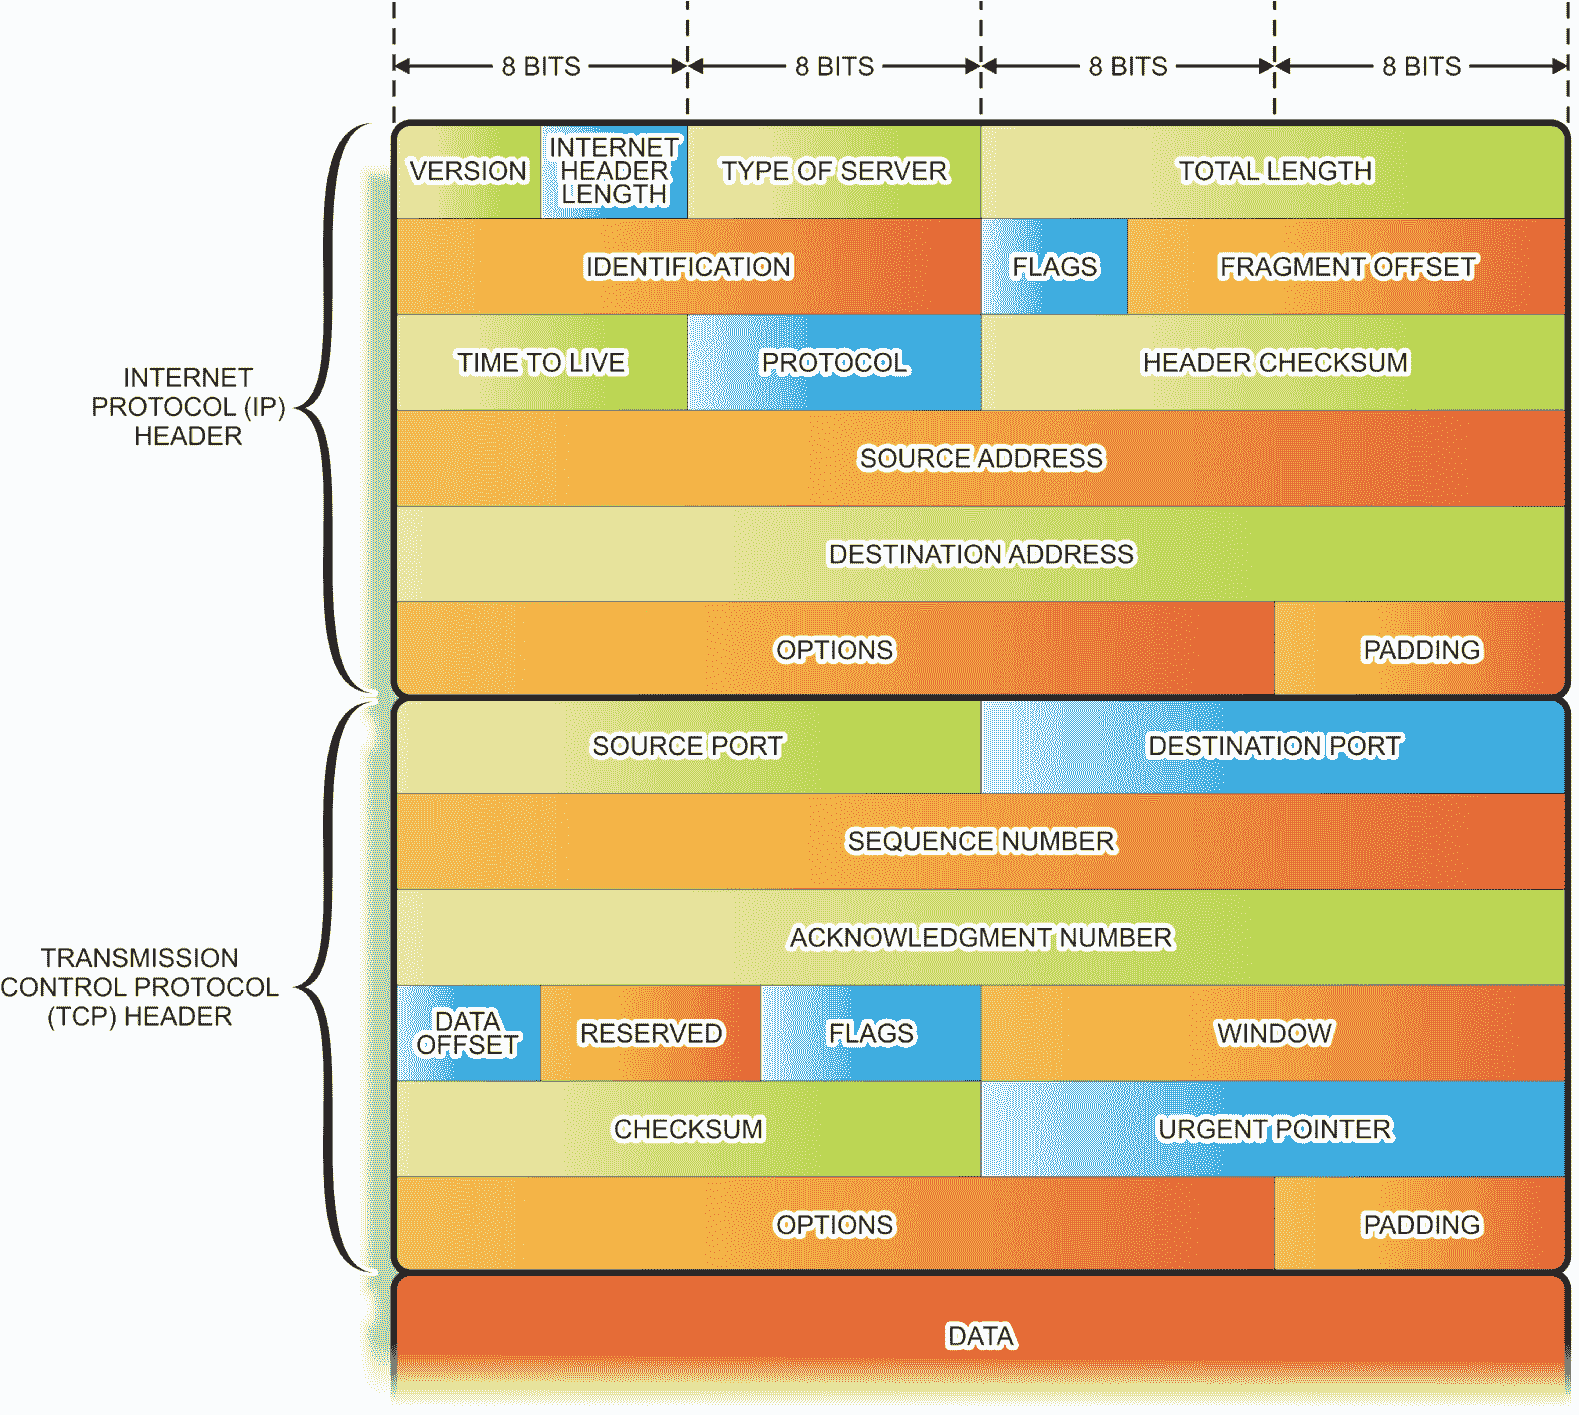 8 BITS
8 BITS
8 BITS
8 BITS
VERSION
INTERNET
HEADER
LENGTH
TYPE OF SERVER
TOTAL LENGTH
IDENTIFICATION
FLAGS
FRAGMENT OFFSET
TIME TO LIVE
PROTOCOL
HEADER CHECKSUM
INTERNET
PROTOCOL (IP)
HEADER
SOURCE ADDRESS
DESTINATION ADDRESS
OPTIONS
PADDING
SOURCE PORT
DESTINATION PORT
SEQUENCE NUMBER
ACKNOWLEDGMENT NUMBER
TRANSMISSION
CONTROL PROTOCOL
(TCP) HEADER
DATA
OFFSET
RESERVED
FLAGS
WINDOW
CHECKSUM
URGENT POINTER
OPTIONS
PADDING
DATA